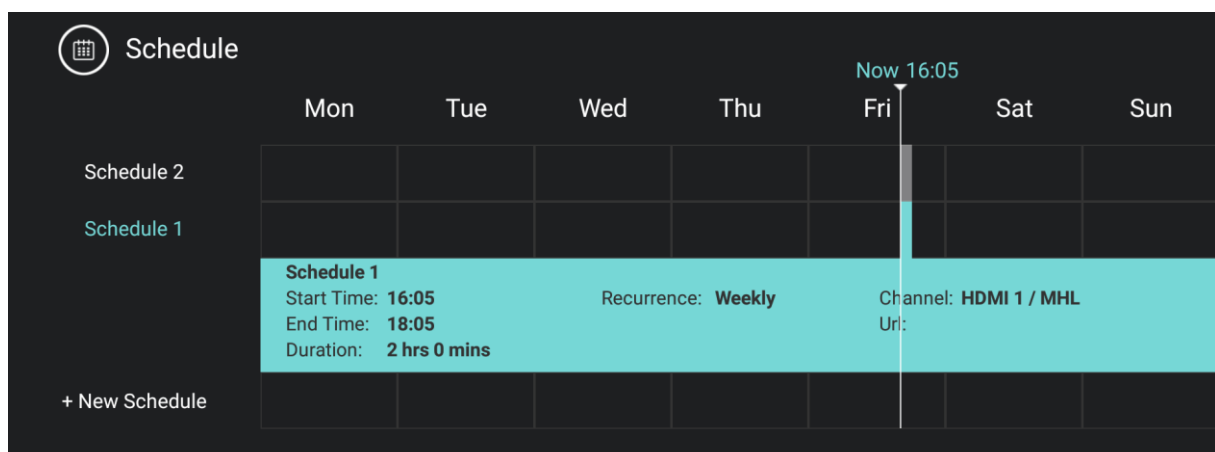 Schedule
Now 16:05
Mon Tue Wed Thu Fri Sat Sun
Schedule 2
Schedule 1
Schedule 1
Start Time: 16:05 Recurrence: Weekly Channel: HDMI 1 / MHL
End Time: 18:05 Url:
Duration: 2 hrs 0 mins
+ New Schedule